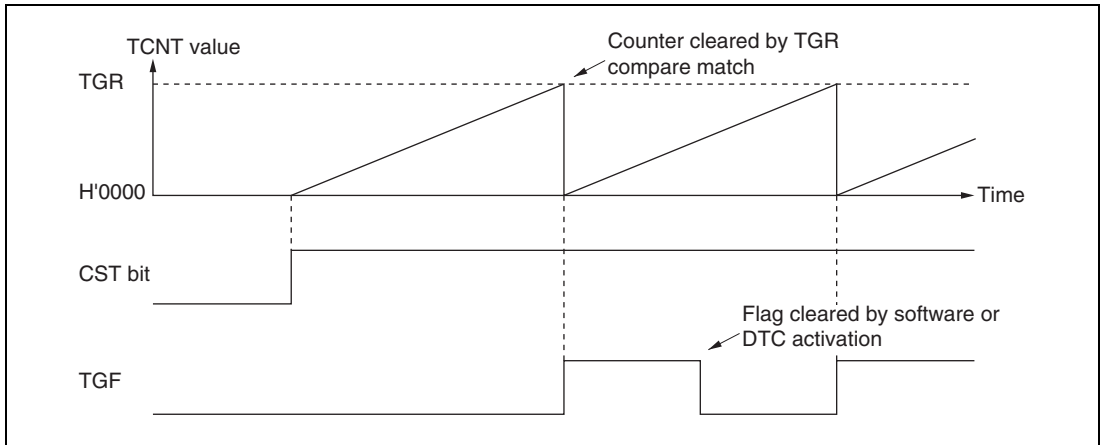 TCNT value
Counter cleared by TGR
compare match
TGR
H'0000
Time
CST bit
Flag cleared by software or
DTC activation
TGF